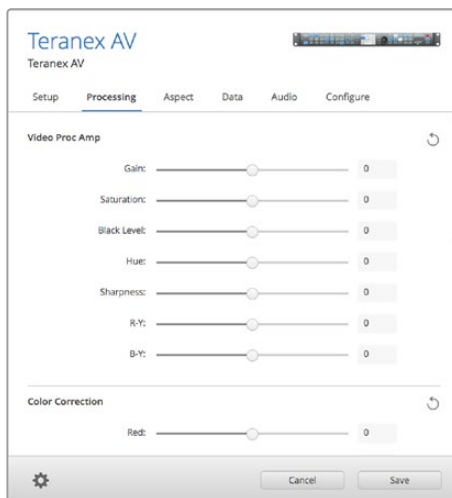 Teranex AV
Teranex AV
Setup Processing Aspect Data Audio Configure
Video Proc Amp
Gain: 0
Saturation: 0
Black Level: 0
Hue: 0
Sharpness: 0
R-Y: 0
B-Y: 0
Color Correction
Red: 0
Cancel Save